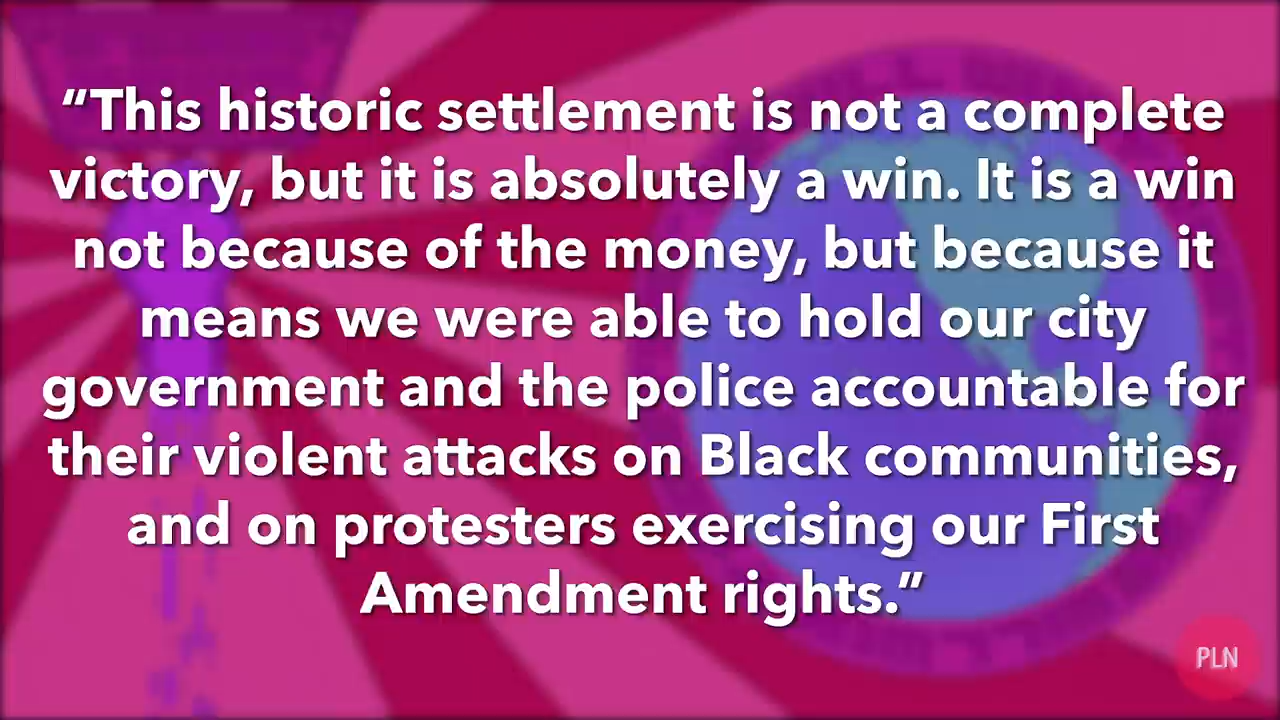 “This historic settlement is not a complete
victory, but it is absolutely a win. It is a win
not because of the money, but because it
means we were able to hold our city
government and the police accountable for
their violent attacks on Black communities,
and on protesters exercising our First
Amendment rights.”
PLN